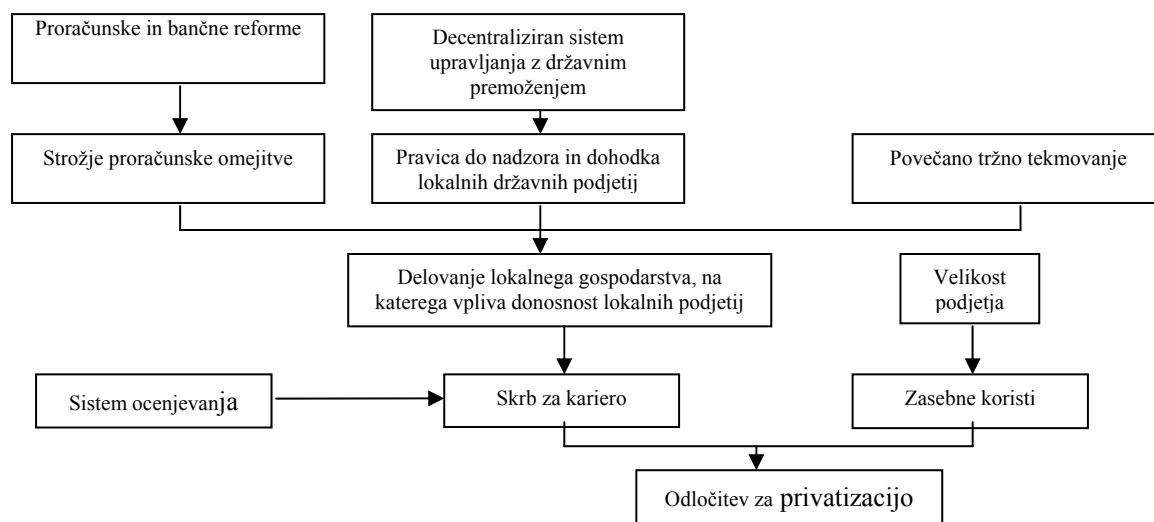 Proračunske in bančne reforme
Decentraliziran sistem
upravljanja z državnim
premoženjem
Strožje proračunske omejitve
Pravica do nadzora in dohodka
lokalnih državnih podjetij
Povečano tržno tekmovanje
Delovanje lokalnega gospodarstva, na
katerega vpliva donosnost lokalnih podjetij
Velikost
podjetja
Sistem ocenjevanja
Skrb za kariero
Zasebne koristi
Odločitev za privatizacijo